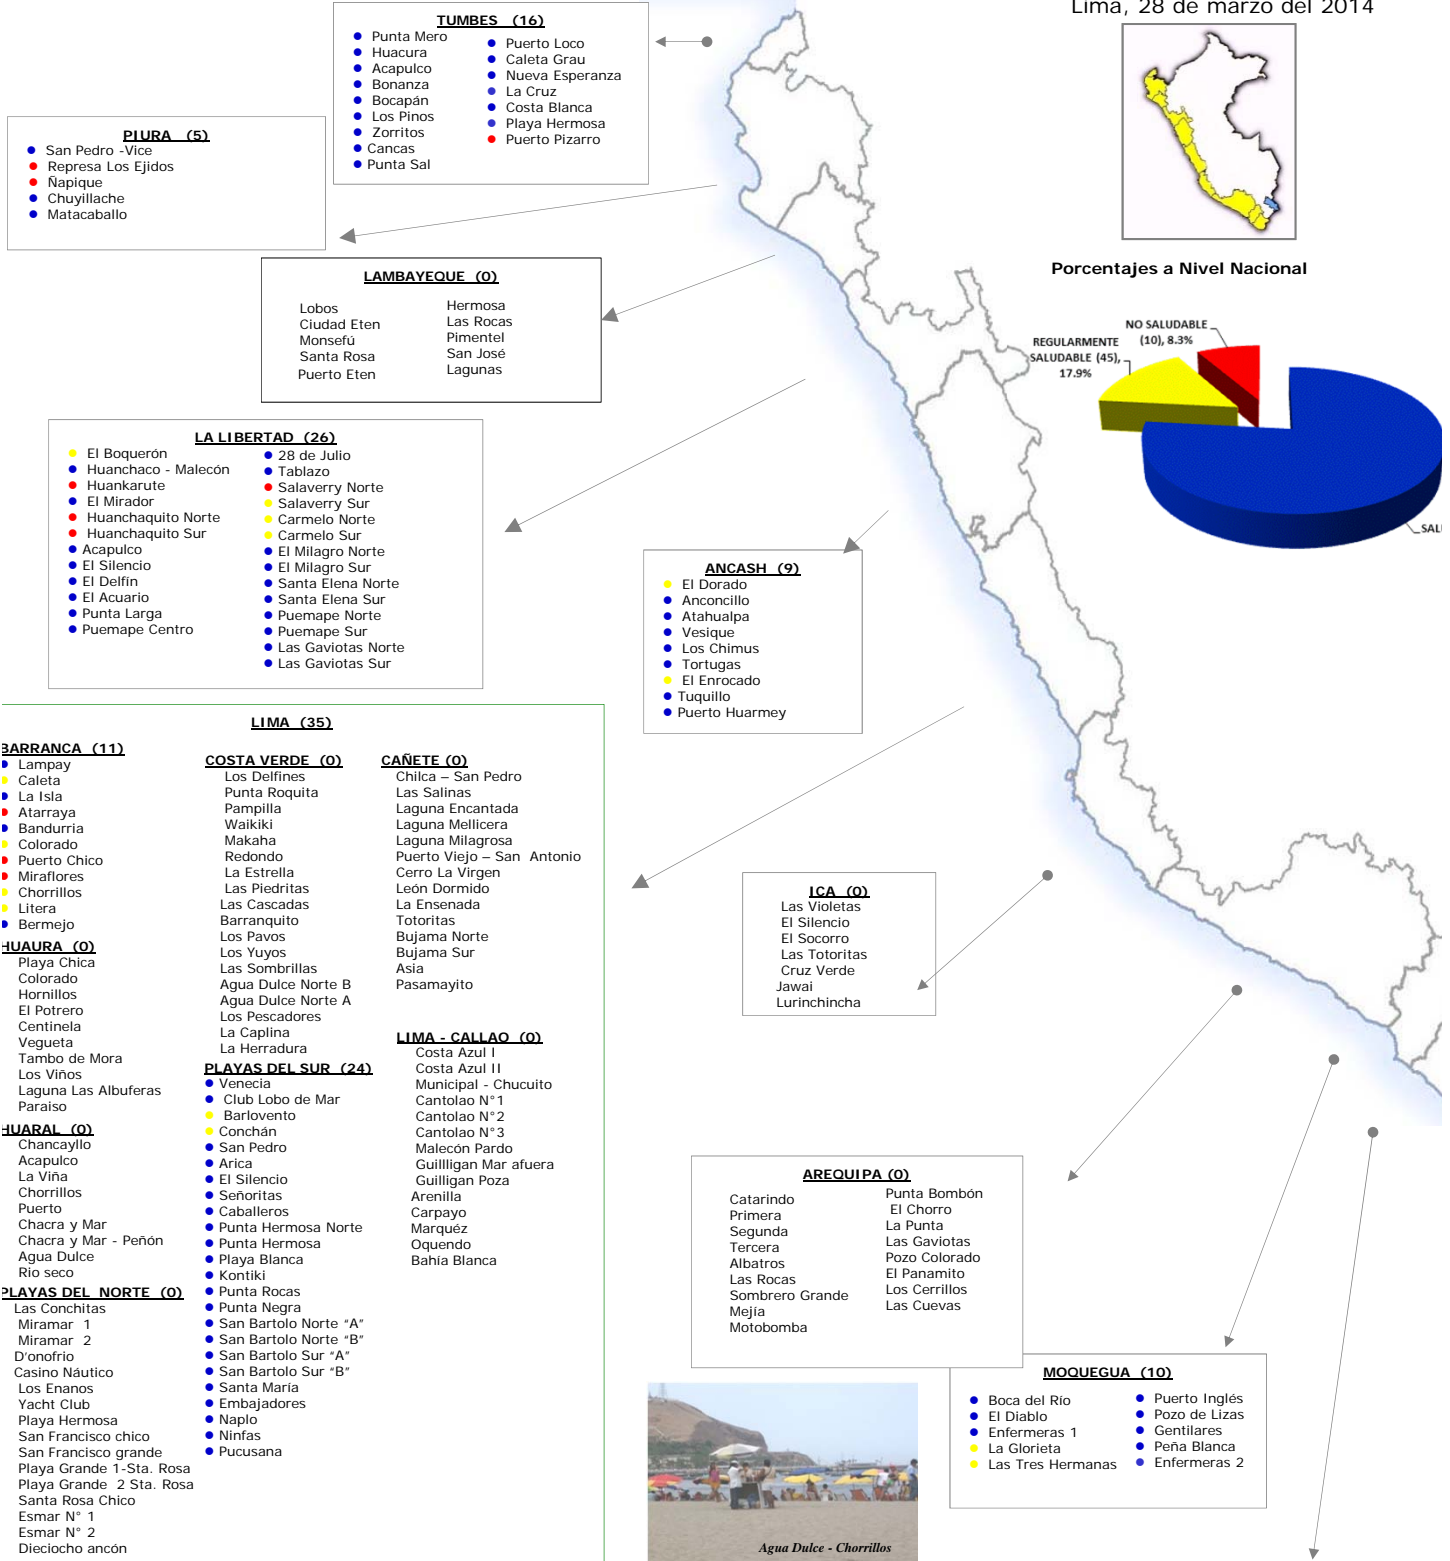 Lima, 28 de marzo del 2014
TUMBES (16)
Punta Mero
Huacura
Acapulco
Bonanza
Bocapán
Los Pinos
Zorritos
Cancas
Punta Sal
Puerto Loco
Caleta Grau
Nueva Esperanza
La Cruz
Costa Blanca
Playa Hermosa
Puerto Pizarro
PIURA (5)
San Pedro -Vice
Represa Los Ejidos
Ñapique
Chuyillache
Matacaballo
LAMBAYEQUE (0)
Lobos
Ciudad Eten
Monsefú
Santa Rosa
Puerto Eten
Hermosa
Las Rocas
Pimentel
San José
Lagunas
Porcentajes a Nivel Nacional
NO SALUDABLE
(10), 8.3%
REGULARMENTE
SALUDABLE (45),
17.9%
SAL
LA LIBERTAD (26)
El Boquerón
Huanchaco - Malecón
Huankarute
El Mirador
Huanchaquito Norte
Huanchaquito Sur
Acapulco
El Silencio
El Delfín
El Acuario
Punta Larga
Puemape Centro
28 de Julio
Tablazo
Salaverry Norte
Salaverry Sur
Carmelo Norte
Carmelo Sur
El Milagro Norte
El Milagro Sur
Santa Elena Norte
Santa Elena Sur
Puemape Norte
Puemape Sur
Las Gaviotas Norte
Las Gaviotas Sur
ANCASH (9)
El Dorado
Anconcillo
Atahualpa
Vesique
Los Chimus
Tortugas
El Enrocado
Tuquillo
Puerto Huarmey
LIMA (35)
BARRANCA (11)
Lampay
Caleta
La Isla
Atarraya
Bandurria
Colorado
Puerto Chico
Miraflores
Chorrillos
Litera
Bermejo
HUAURA (0)
Playa Chica
Colorado
Hornillos
El Potrero
Centinela
Vegueta
Tambo de Mora
Los Viños
Laguna Las Albuferas
Paraiso
HUARAL (0)
Chancayllo
Acapulco
La Viña
Chorrillos
Puerto
Chacra y Mar
Chacra y Mar - Peñón
Agua Dulce
Rio seco
PLAYAS DEL NORTE (0)
Las Conchitas
Miramar 1
Miramar 2
D'onofrio
Casino Náutico
Los Enanos
Yacht Club
Playa Hermosa
San Francisco chico
San Francisco grande
Playa Grande 1-Sta. Rosa
Playa Grande 2 Sta. Rosa
Santa Rosa Chico
Esmar N° 1
Esmar N° 2
Dieciocho ancón
COSTA VERDE (0)
Los Delfines
Punta Roquita
Pampilla
Waikiki
Makaha
Redondo
La Estrella
Las Piedritas
Las Cascadas
Barranquito
Los Pavos
Los Yuyos
Las Sombrillas
Agua Dulce Norte B
Agua Dulce Norte A
Los Pescadores
La Caplina
La Herradura
PLAYAS DEL SUR (24)
Venecia
Club Lobo de Mar
Barlovento
Conchán
San Pedro
Arica
El Silencio
Señoritas
Caballeros
Punta Hermosa Norte
Punta Hermosa
Playa Blanca
Kontiki
Punta Rocas
Punta Negra
San Bartolo Norte "A"
San Bartolo Norte "B"
San Bartolo Sur "A"
San Bartolo Sur "B"
Santa María
Embajadores
Naplo
Ninfas
Pucusana
CAÑETE (0)
Chilca – San Pedro
Las Salinas
Laguna Encantada
Laguna Mellicera
Laguna Milagrosa
Puerto Viejo – San Antonio
Cerro La Virgen
León Dormido
La Ensenada
Totoritas
Bujama Norte
Bujama Sur
Asia
Pasamayito
LIMA - CALLAO (0)
Costa Azul I
Costa Azul II
Municipal - Chucuito
Cantolao N°1
Cantolao N°2
Cantolao N°3
Malecón Pardo
Guillligan Mar afuera
Guilligan Poza
Arenilla
Carpayo
Marquéz
Oquendo
Bahía Blanca
ICA (0)
Las Violetas
El Silencio
El Socorro
Las Totoritas
Cruz Verde
Jawai
Lurinchincha
AREQUIPA (0)
Catarindo
Primera
Segunda
Tercera
Albatros
Las Rocas
Sombrero Grande
Mejía
Motobomba
Punta Bombón
El Chorro
La Punta
Las Gaviotas
Pozo Colorado
El Panamito
Los Cerrillos
Las Cuevas
MOQUEGUA (10)
Boca del Río
El Diablo
Enfermeras 1
La Glorieta
Las Tres Hermanas
Puerto Inglés
Pozo de Lizas
Gentilares
Peña Blanca
Enfermeras 2
Agua Dulce - Chorrillos